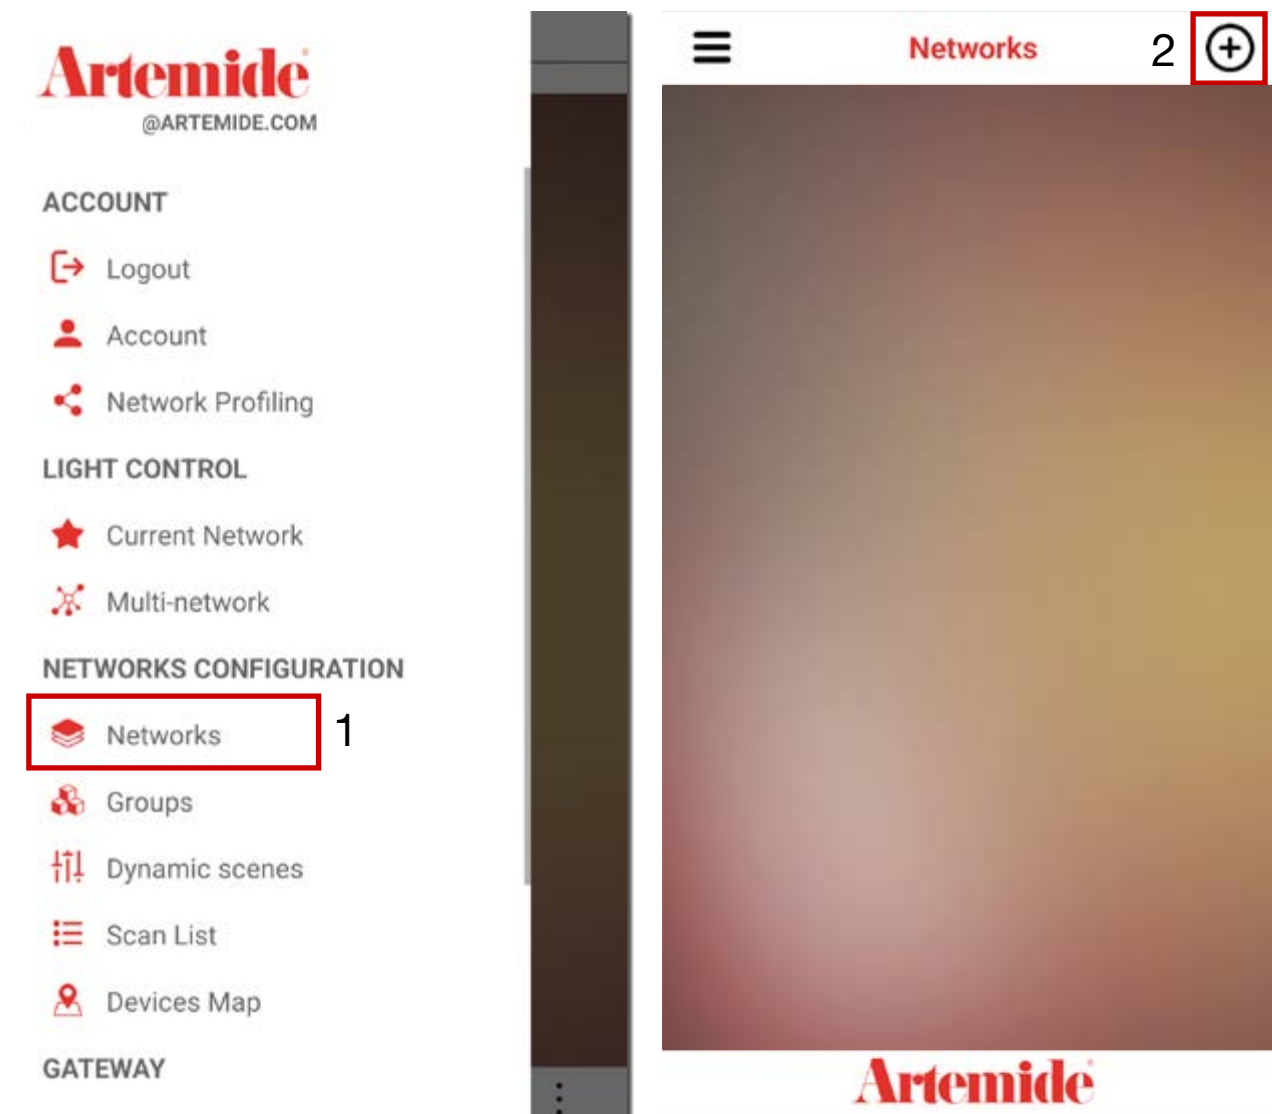 Artemide
@ARTEMIDE.COM
ACCOUNT
Logout
Account
Network Profiling
LIGHT CONTROL
Current Network
Multi-network
NETWORKS CONFIGURATION
Networks
1
Groups
Dynamic scenes
Scan List
Devices Map
GATEWAY
Networks
2
Artemide